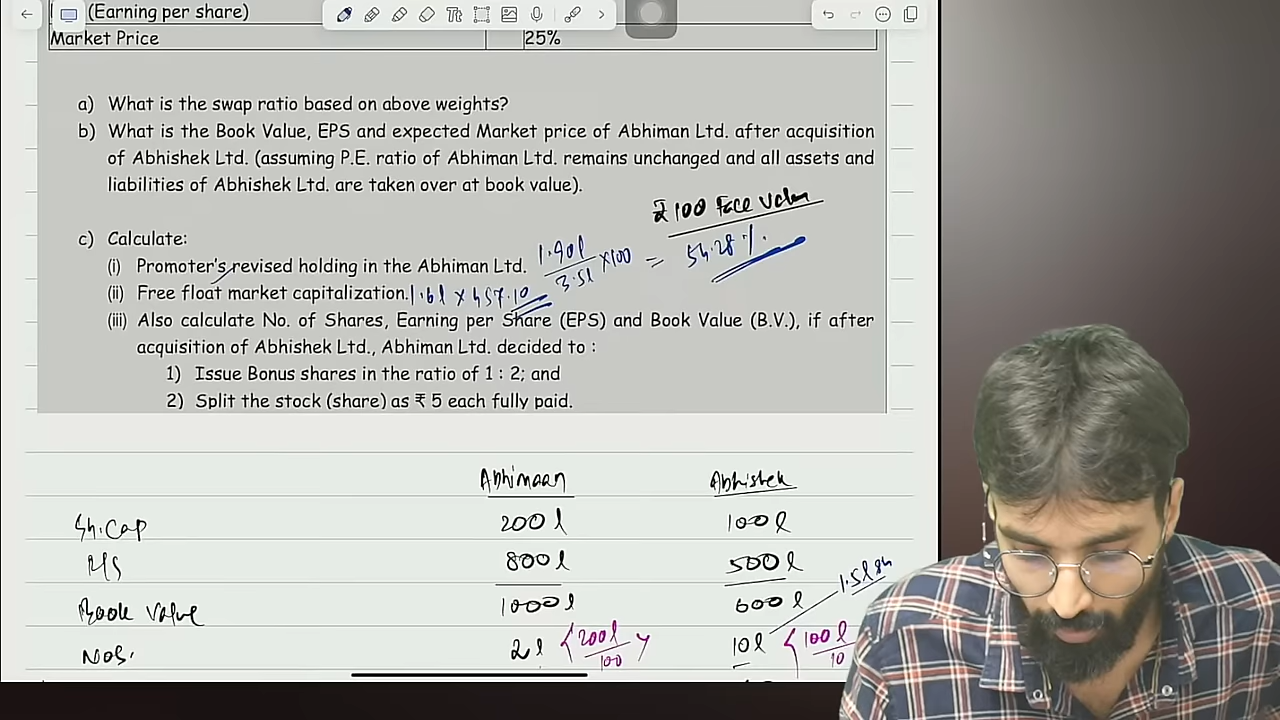 (Earning per share)
Market Price 25%
a) What is the swap ratio based on above weights?
b) What is the Book Value, EPS and expected Market price of Abhiman Ltd. after acquisition
of Abhishek Ltd. (assuming P.E. ratio of Abhiman Ltd. remains unchanged and all assets and
liabilities of Abhishek Ltd. are taken over at book value).
₹100 Face Value
c) Calculate:
(i) Promoter's revised holding in the Abhiman Ltd. 1.90l/3.5l ×100 = 54.28%.
(ii) Free float market capitalization. 1.6l × 457.10
(iii) Also calculate No. of Shares, Earning per Share (EPS) and Book Value (B.V.), if after
acquisition of Abhishek Ltd., Abhiman Ltd. decided to :
1) Issue Bonus shares in the ratio of 1 : 2; and
2) Split the stock (share) as ₹ 5 each fully paid.
Abhimaan Abhishek
Sh.Cap 200 l 100 l
800 l 500 l
Book Value 1000 l 600 l 1.5l sh
NOS. 2 l {200l/100} 10 l {100 l/10